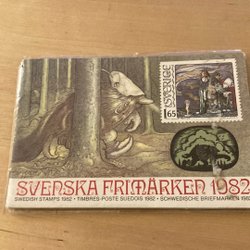 SVERIGE
1.65
SVENSKA FRIMÄRKEN 1982
SWEDISH STAMPS 1982 • TIMBRES-POSTE SUEDOIS 1982 • SCHWEDISCHE BRIEFMARKEN 1982